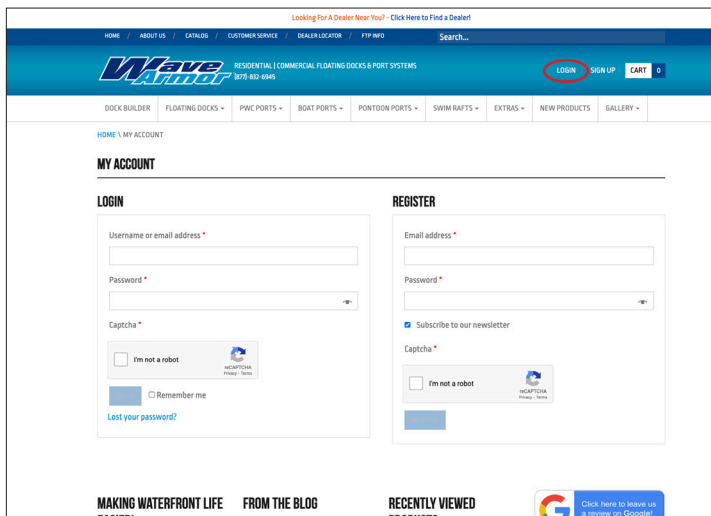 Looking For A Dealer Near You? - Click Here to Find a Dealer!
HOME / ABOUT US / CATALOG / CUSTOMER SERVICE / DEALER LOCATOR / FTP INFO
Search...
Wave Armor
RESIDENTIAL | COMMERCIAL FLOATING DOCKS & PORT SYSTEMS
(877)-832-6945
LOGIN SIGN UP CART 0
DOCK BUILDER FLOATING DOCKS PWC PORTS BOAT PORTS PONTOON PORTS SWIM RAFTS EXTRAS NEW PRODUCTS GALLERY
HOME \ MY ACCOUNT
MY ACCOUNT
LOGIN
Username or email address *
Password *
Captcha *
I'm not a robot
reCAPTCHA
Privacy - Terms
Remember me
Lost your password?
REGISTER
Email address *
Password *
Subscribe to our newsletter
Captcha *
I'm not a robot
reCAPTCHA
Privacy - Terms
MAKING WATERFRONT LIFE
FROM THE BLOG
RECENTLY VIEWED
Click here to leave us
a review on Google!